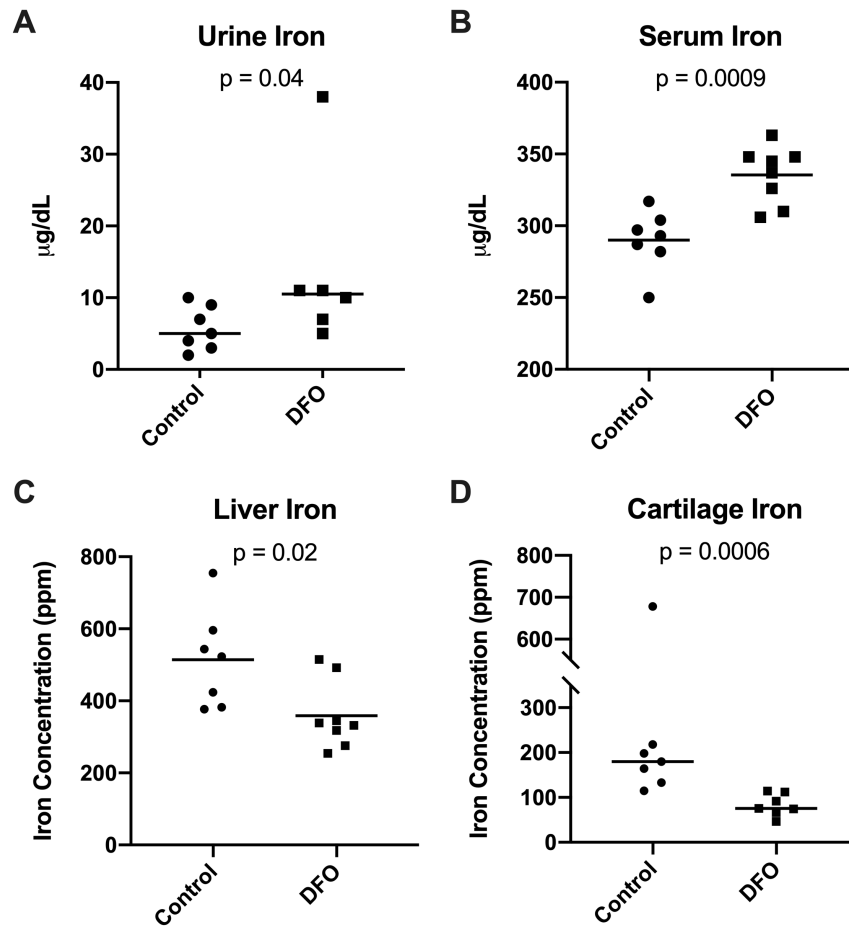 A
Urine Iron
p = 0.04
40
30
20
10
0
μg/dL
Control
DFO
B
Serum Iron
p = 0.0009
400
350
300
250
200
μg/dL
Control
DFO
C
Liver Iron
p = 0.02
800
600
400
200
0
Iron Concentration (ppm)
Control
DFO
D
Cartilage Iron
p = 0.0006
800
700
600
300
200
100
0
Iron Concentration (ppm)
Control
DFO